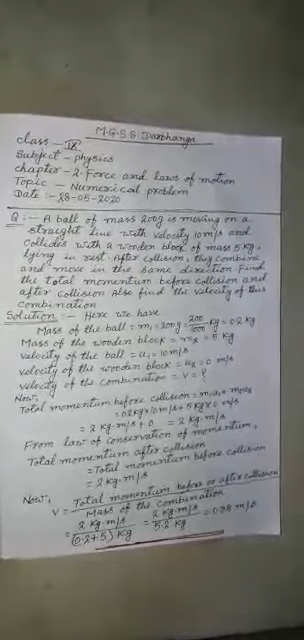 M.G.S.S. Darbhanga
class - IX
Subject - physics
chapter - 2. Force and laws of motion
Topic - Numerical problem
Date :- 28-05-2020
Q :- A ball of mass 200g is moving on a
straight line with velocity 10 m/s and
collides with a wooden block of mass 5 kg.
lying in rest. After collision, they combine
and move in the same direction. Find
the total momentum before collision and
after collision. Also find the velocity of this
combination
Solution :- Here we have
Mass of the ball = m₁ = 200g = 200/1000 kg = 0.2 kg
Mass of the wooden block = m₂ = 5 kg
Velocity of the ball = u₁ = 10 m/s
velocity of the wooden block = u₂ = 0 m/s
velocity of the combination = v = ?
Now,
Total momentum before collision = m₁u₁ + m₂u₂
= 0.2 kg × 10 m/s + 5 kg × 0 m/s
= 2 kg.m/s + 0 = 2 kg.m/s
From law of conservation of momentum,
Total momentum after collision
= Total momentum before collision
= 2 kg.m/s
Now,
v = Total momentum before or after collision
Mass of the combination
= 2 kg.m/s / (0.2+5) kg = 2 kg.m/s / 5.2 kg = 0.38 m/s